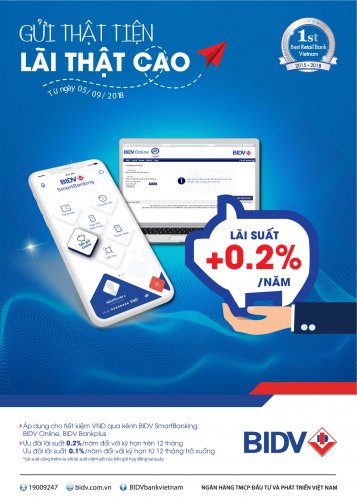 GỬI THẬT TIỆN
LÃI THẬT CAO
Từ ngày 05/09/2018
1st
Best Retail Bank
Vietnam
2015 - 2018
BIDV
SmartBanking
BIDV Online
BIDV
LÃI SUẤT
+0.2%
/NĂM
Áp dụng cho tiết kiệm VND qua kênh BIDV SmartBanking,
BIDV Online, BIDV Bankplus
Ưu đãi lãi suất 0.2%/năm đối với kỳ hạn trên 12 tháng
Ưu đãi lãi suất 0.1%/năm đối với kỳ hạn từ 12 tháng trở xuống
BIDV
19009247
bidv.com.vn
BIDVbankvietnam
NGÂN HÀNG TMCP ĐẦU TƯ VÀ PHÁT TRIỂN VIỆT NAM